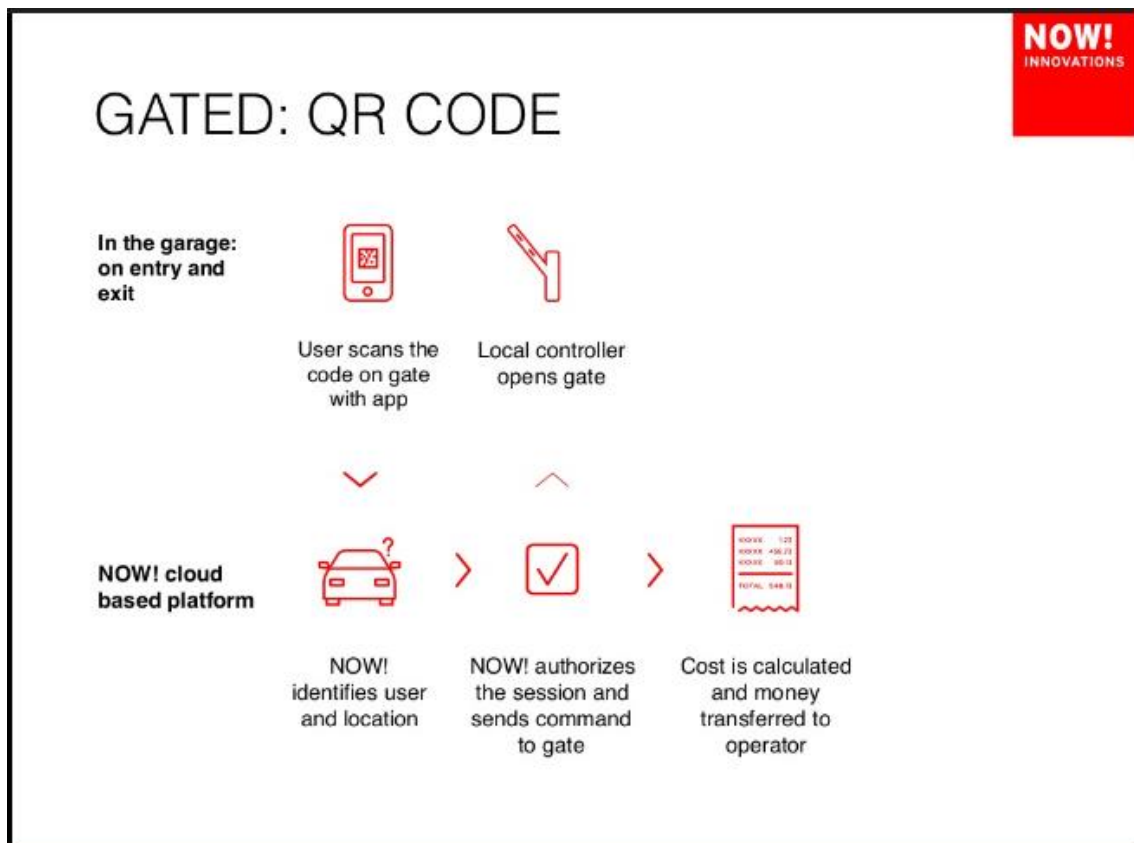 NOW!
INNOVATIONS
GATED: QR CODE
In the garage:
on entry and
exit
User scans the
code on gate
with app
Local controller
opens gate
NOW! cloud
based platform
NOW!
identifies user
and location
NOW! authorizes
the session and
sends command
to gate
TOTAL
Cost is calculated
and money
transferred to
operator